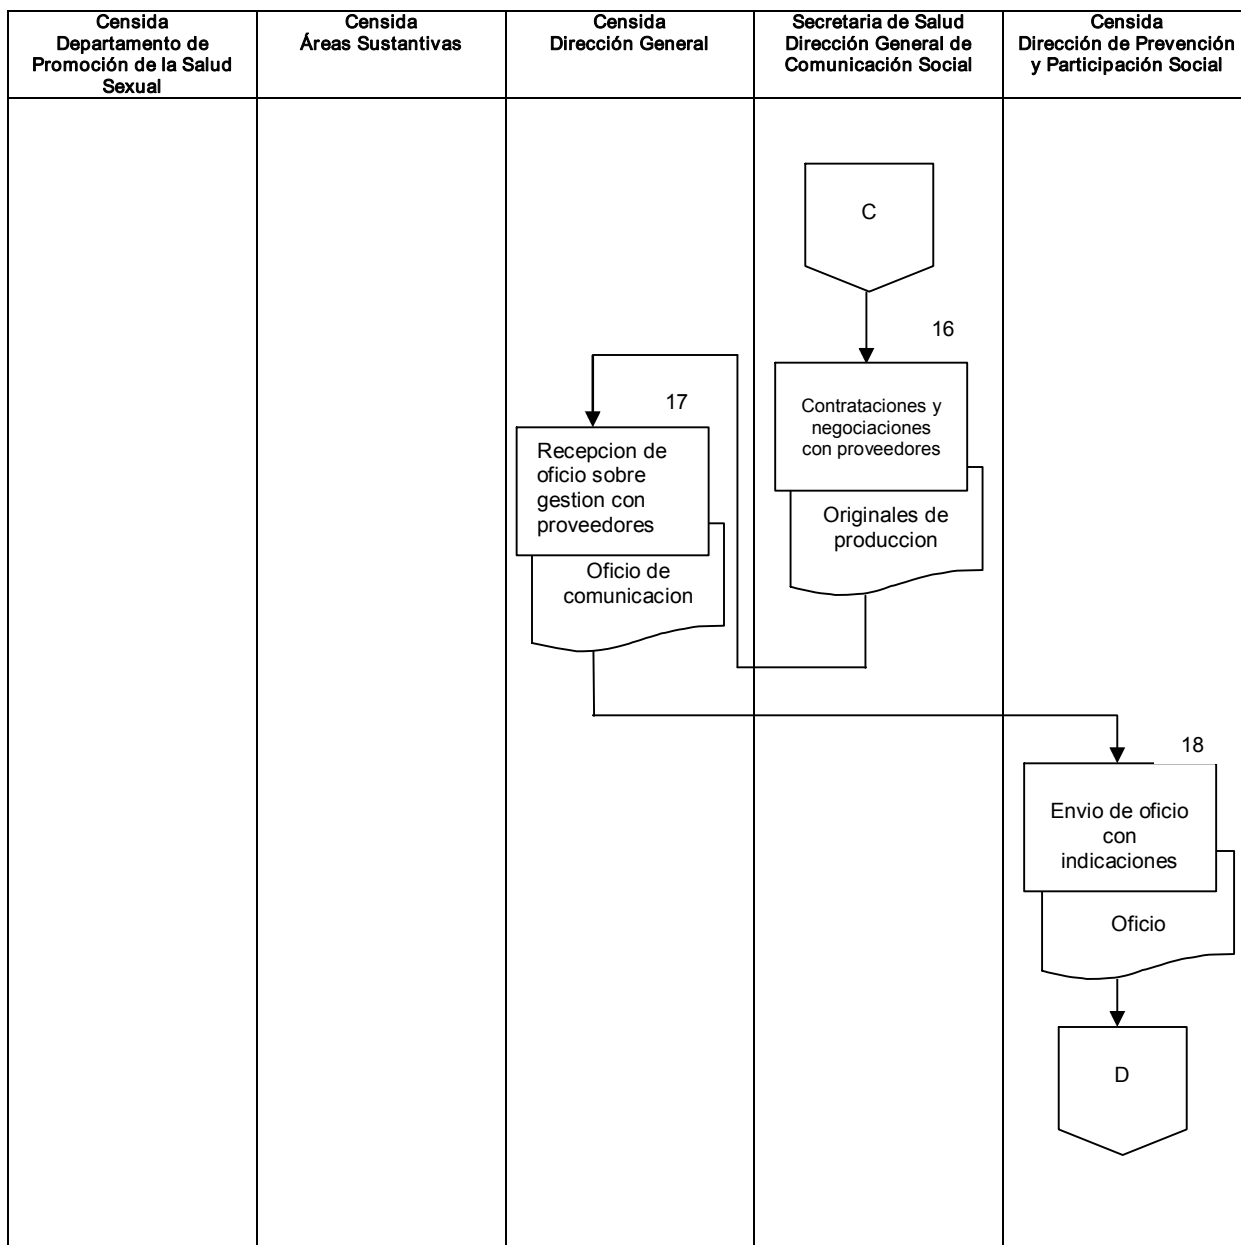 Censida
Departamento de
Promoción de la Salud
Sexual
Censida
Áreas Sustantivas
Censida
Dirección General
Secretaria de Salud
Dirección General de
Comunicación Social
Censida
Dirección de Prevención
y Participación Social
C
16
Contrataciones y
negociaciones
con proveedores
Originales de
produccion
17
Recepcion de
oficio sobre
gestion con
proveedores
Oficio de
comunicacion
18
Envio de oficio
con
indicaciones
Oficio
D